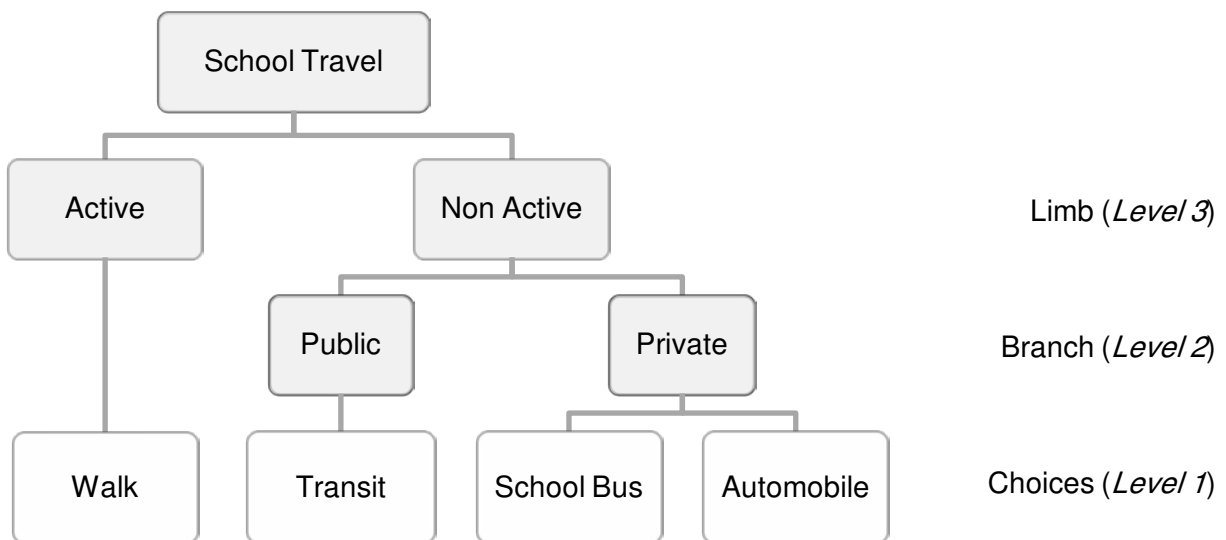 School Travel
Active
Non Active
Limb (Level 3)
Public
Private
Branch (Level 2)
Walk
Transit
School Bus
Automobile
Choices (Level 1)